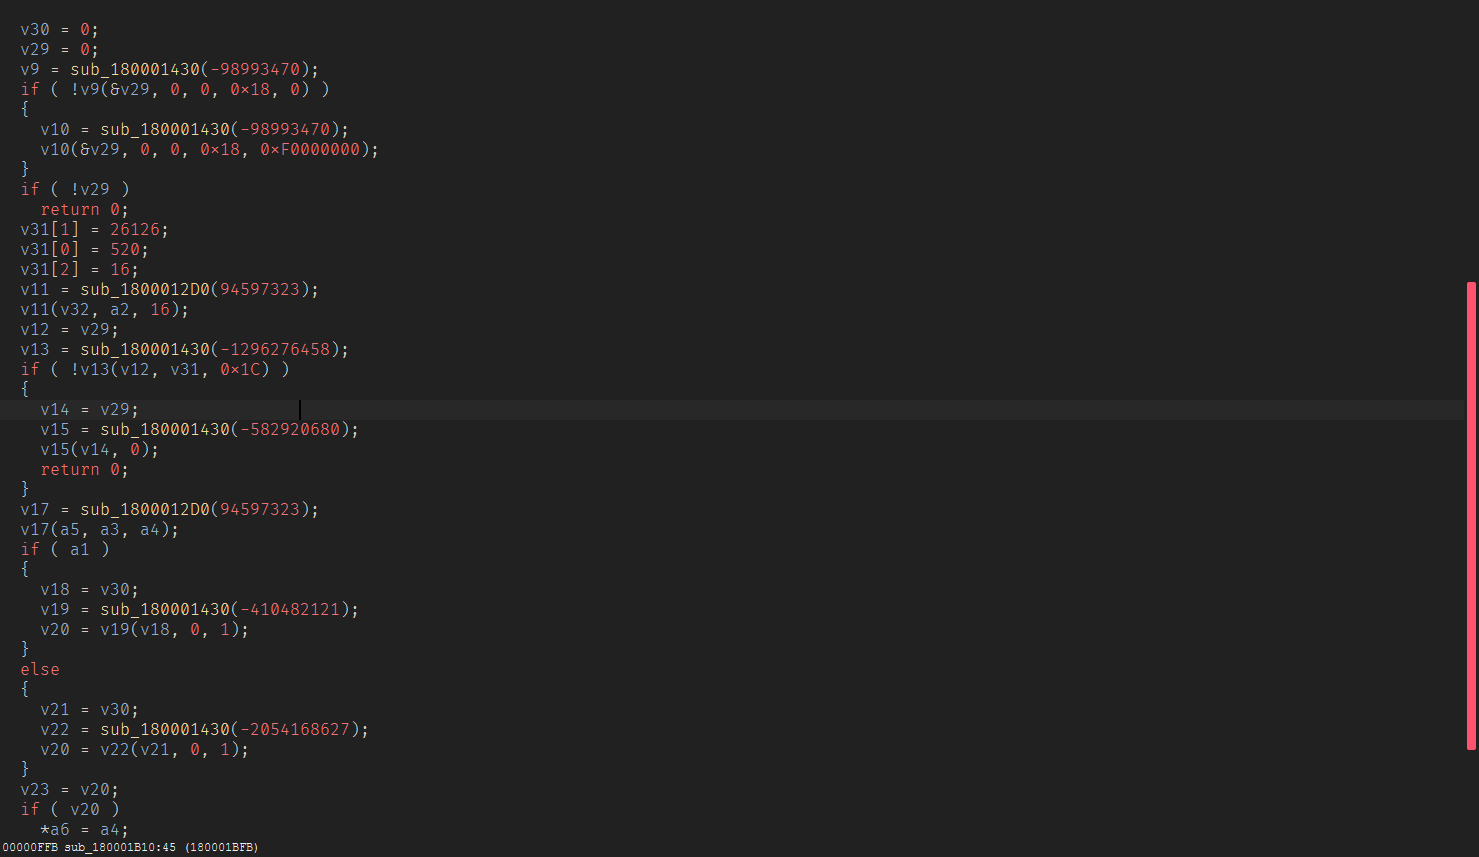 v30 = 0;
v29 = 0;
v9 = sub_180001430(-98993470);
if ( !v9(&v29, 0, 0, 0x18, 0) )
{
v10 = sub_180001430(-98993470);
v10(&v29, 0, 0, 0x18, 0xF0000000);
}
if ( !v29 )
return 0;
v31[1] = 26126;
v31[0] = 520;
v31[2] = 16;
v11 = sub_1800012D0(94597323);
v11(v32, a2, 16);
v12 = v29;
v13 = sub_180001430(-1296276458);
if ( !v13(v12, v31, 0x1C) )
{
v14 = v29;
v15 = sub_180001430(-582920680);
v15(v14, 0);
return 0;
}
v17 = sub_1800012D0(94597323);
v17(a5, a3, a4);
if ( a1 )
{
v18 = v30;
v19 = sub_180001430(-410482121);
v20 = v19(v18, 0, 1);
}
else
{
v21 = v30;
v22 = sub_180001430(-2054168627);
v20 = v22(v21, 0, 1);
}
v23 = v20;
if ( v20 )
*a6 = a4;
00000FFB sub_180001B10:45 (180001BFB)